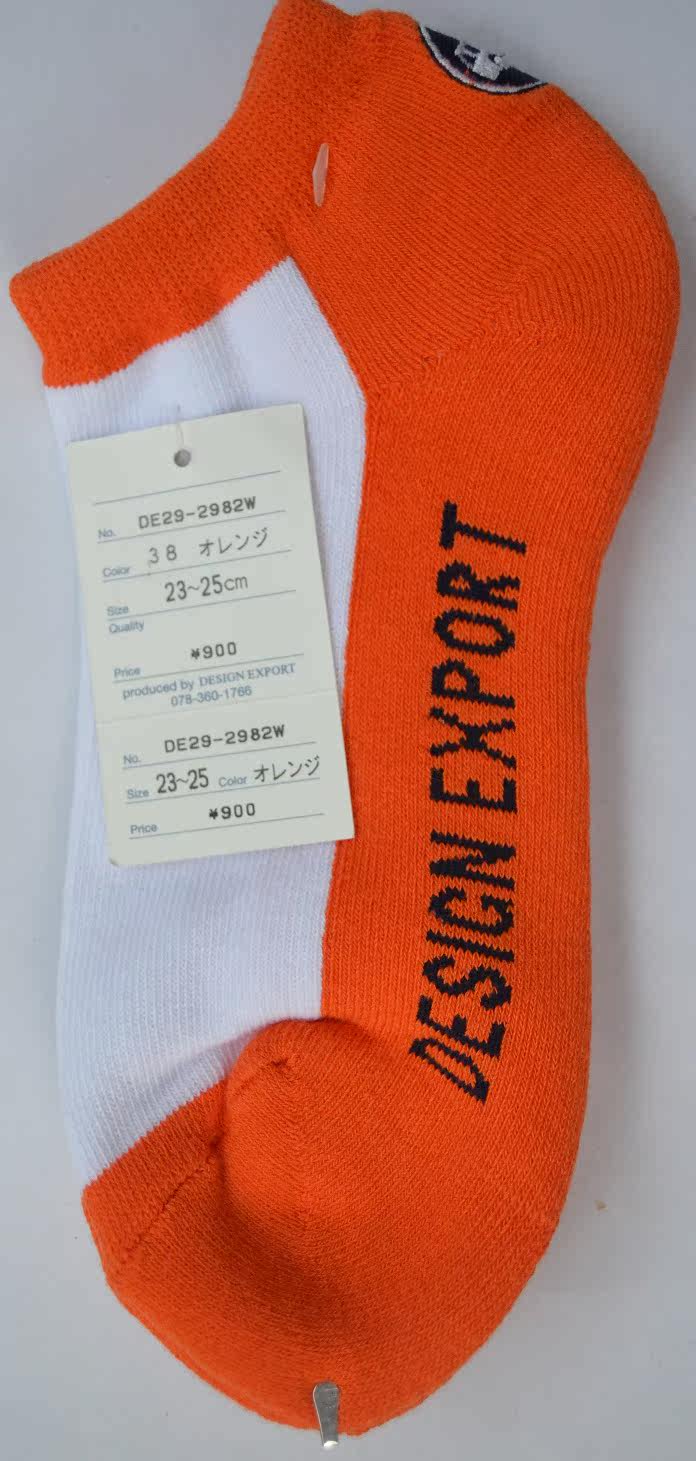 No. DE29-2982W
Color 38 オレンジ
Size 23~25cm
Quality
Price ¥900
produced by DESIGN EXPORT
078-360-1766
No. DE29-2982W
Size 23~25 Color オレンジ
Price ¥900
DESIGN EXPORT